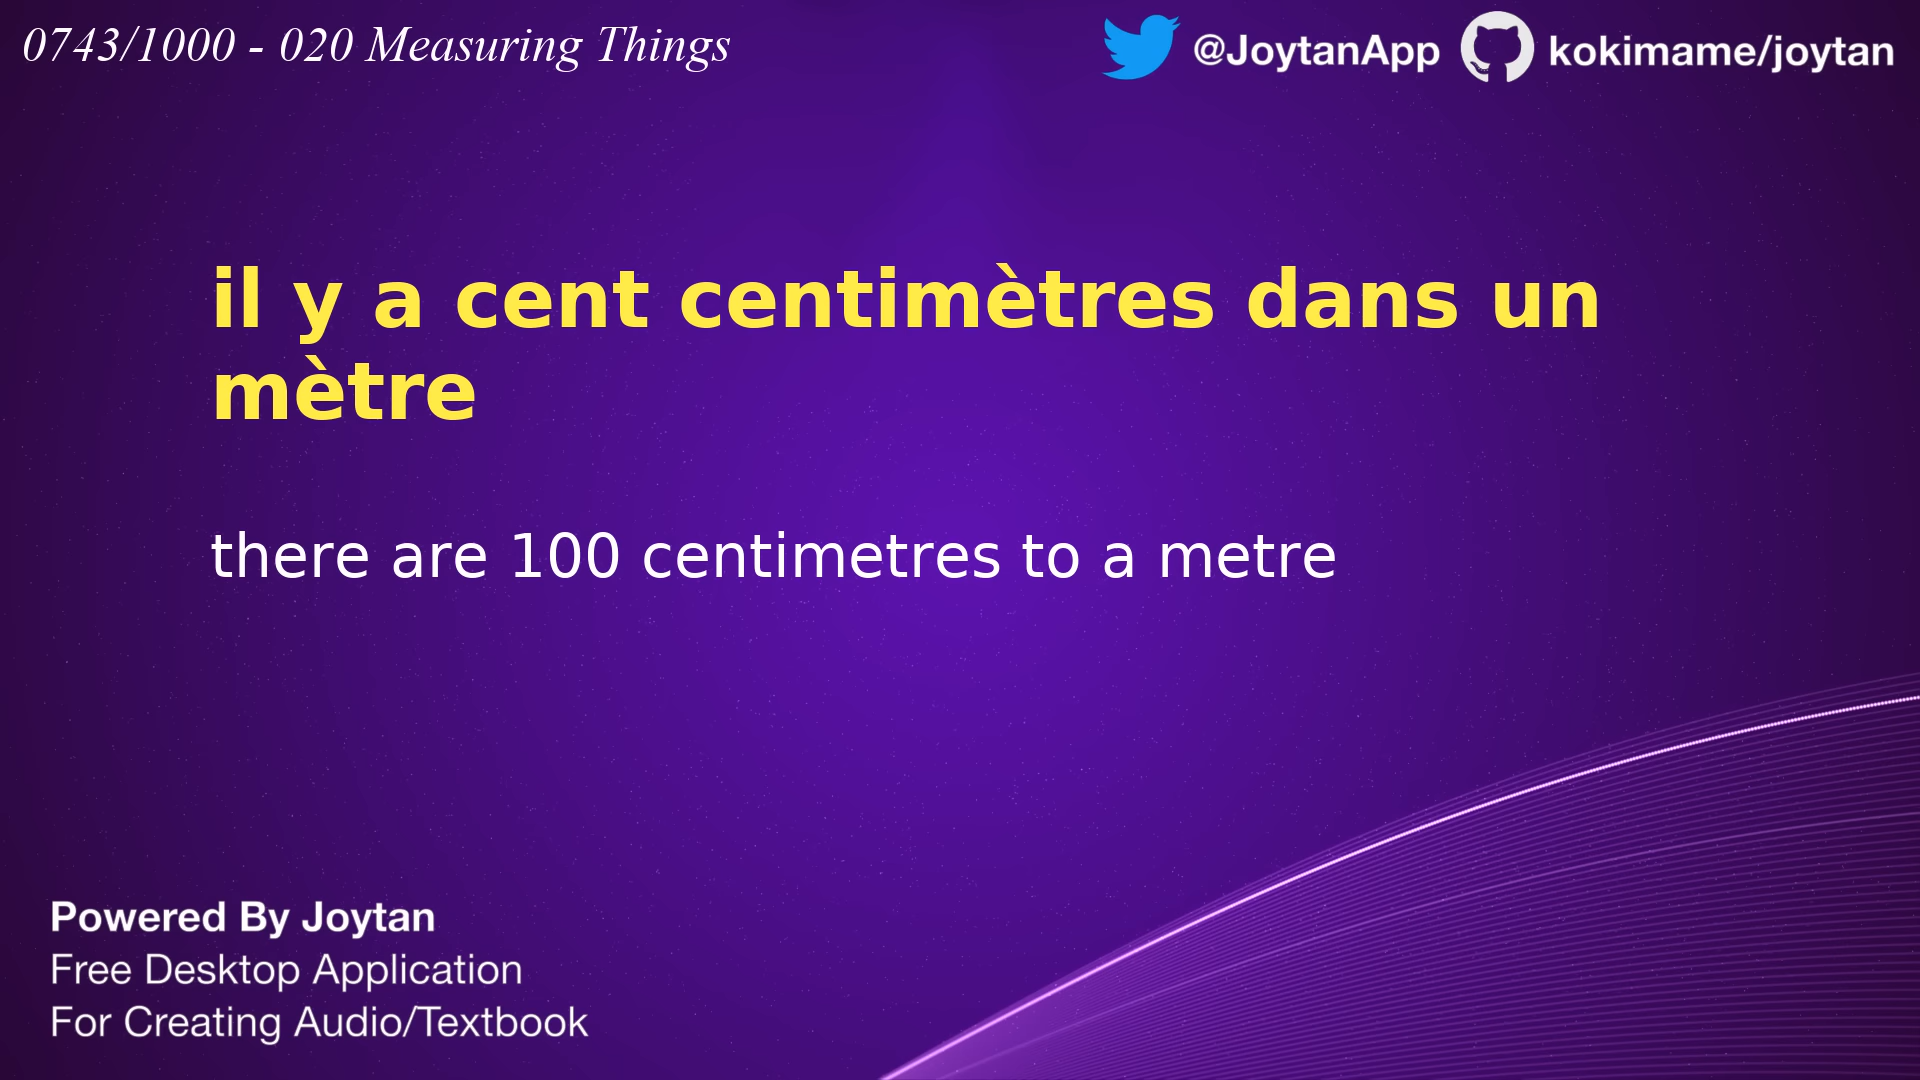 0743/1000 - 020 Measuring Things
@JoytanApp
kokimame/joytan
il y a cent centimètres dans un
mètre
there are 100 centimetres to a metre
Powered By Joytan
Free Desktop Application
For Creating Audio/Textbook